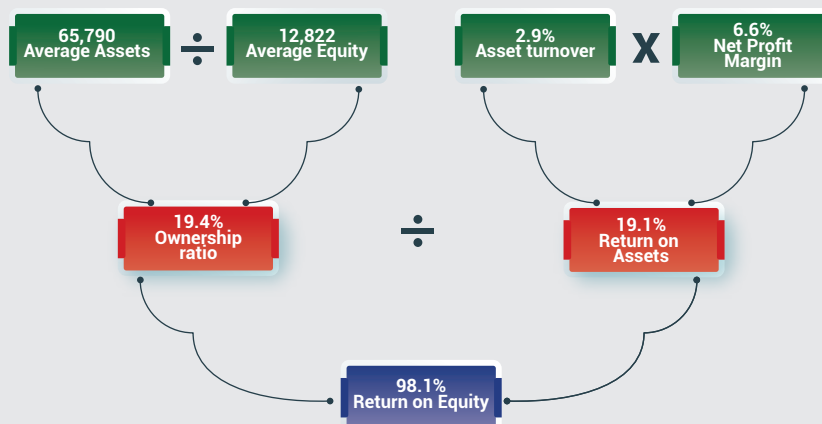 65,790
Average Assets
÷
12,822
Average Equity
2.9%
Asset turnover
X
6.6%
Net Profit
Margin
19.4%
Ownership
ratio
÷
19.1%
Return on
Assets
98.1%
Return on Equity